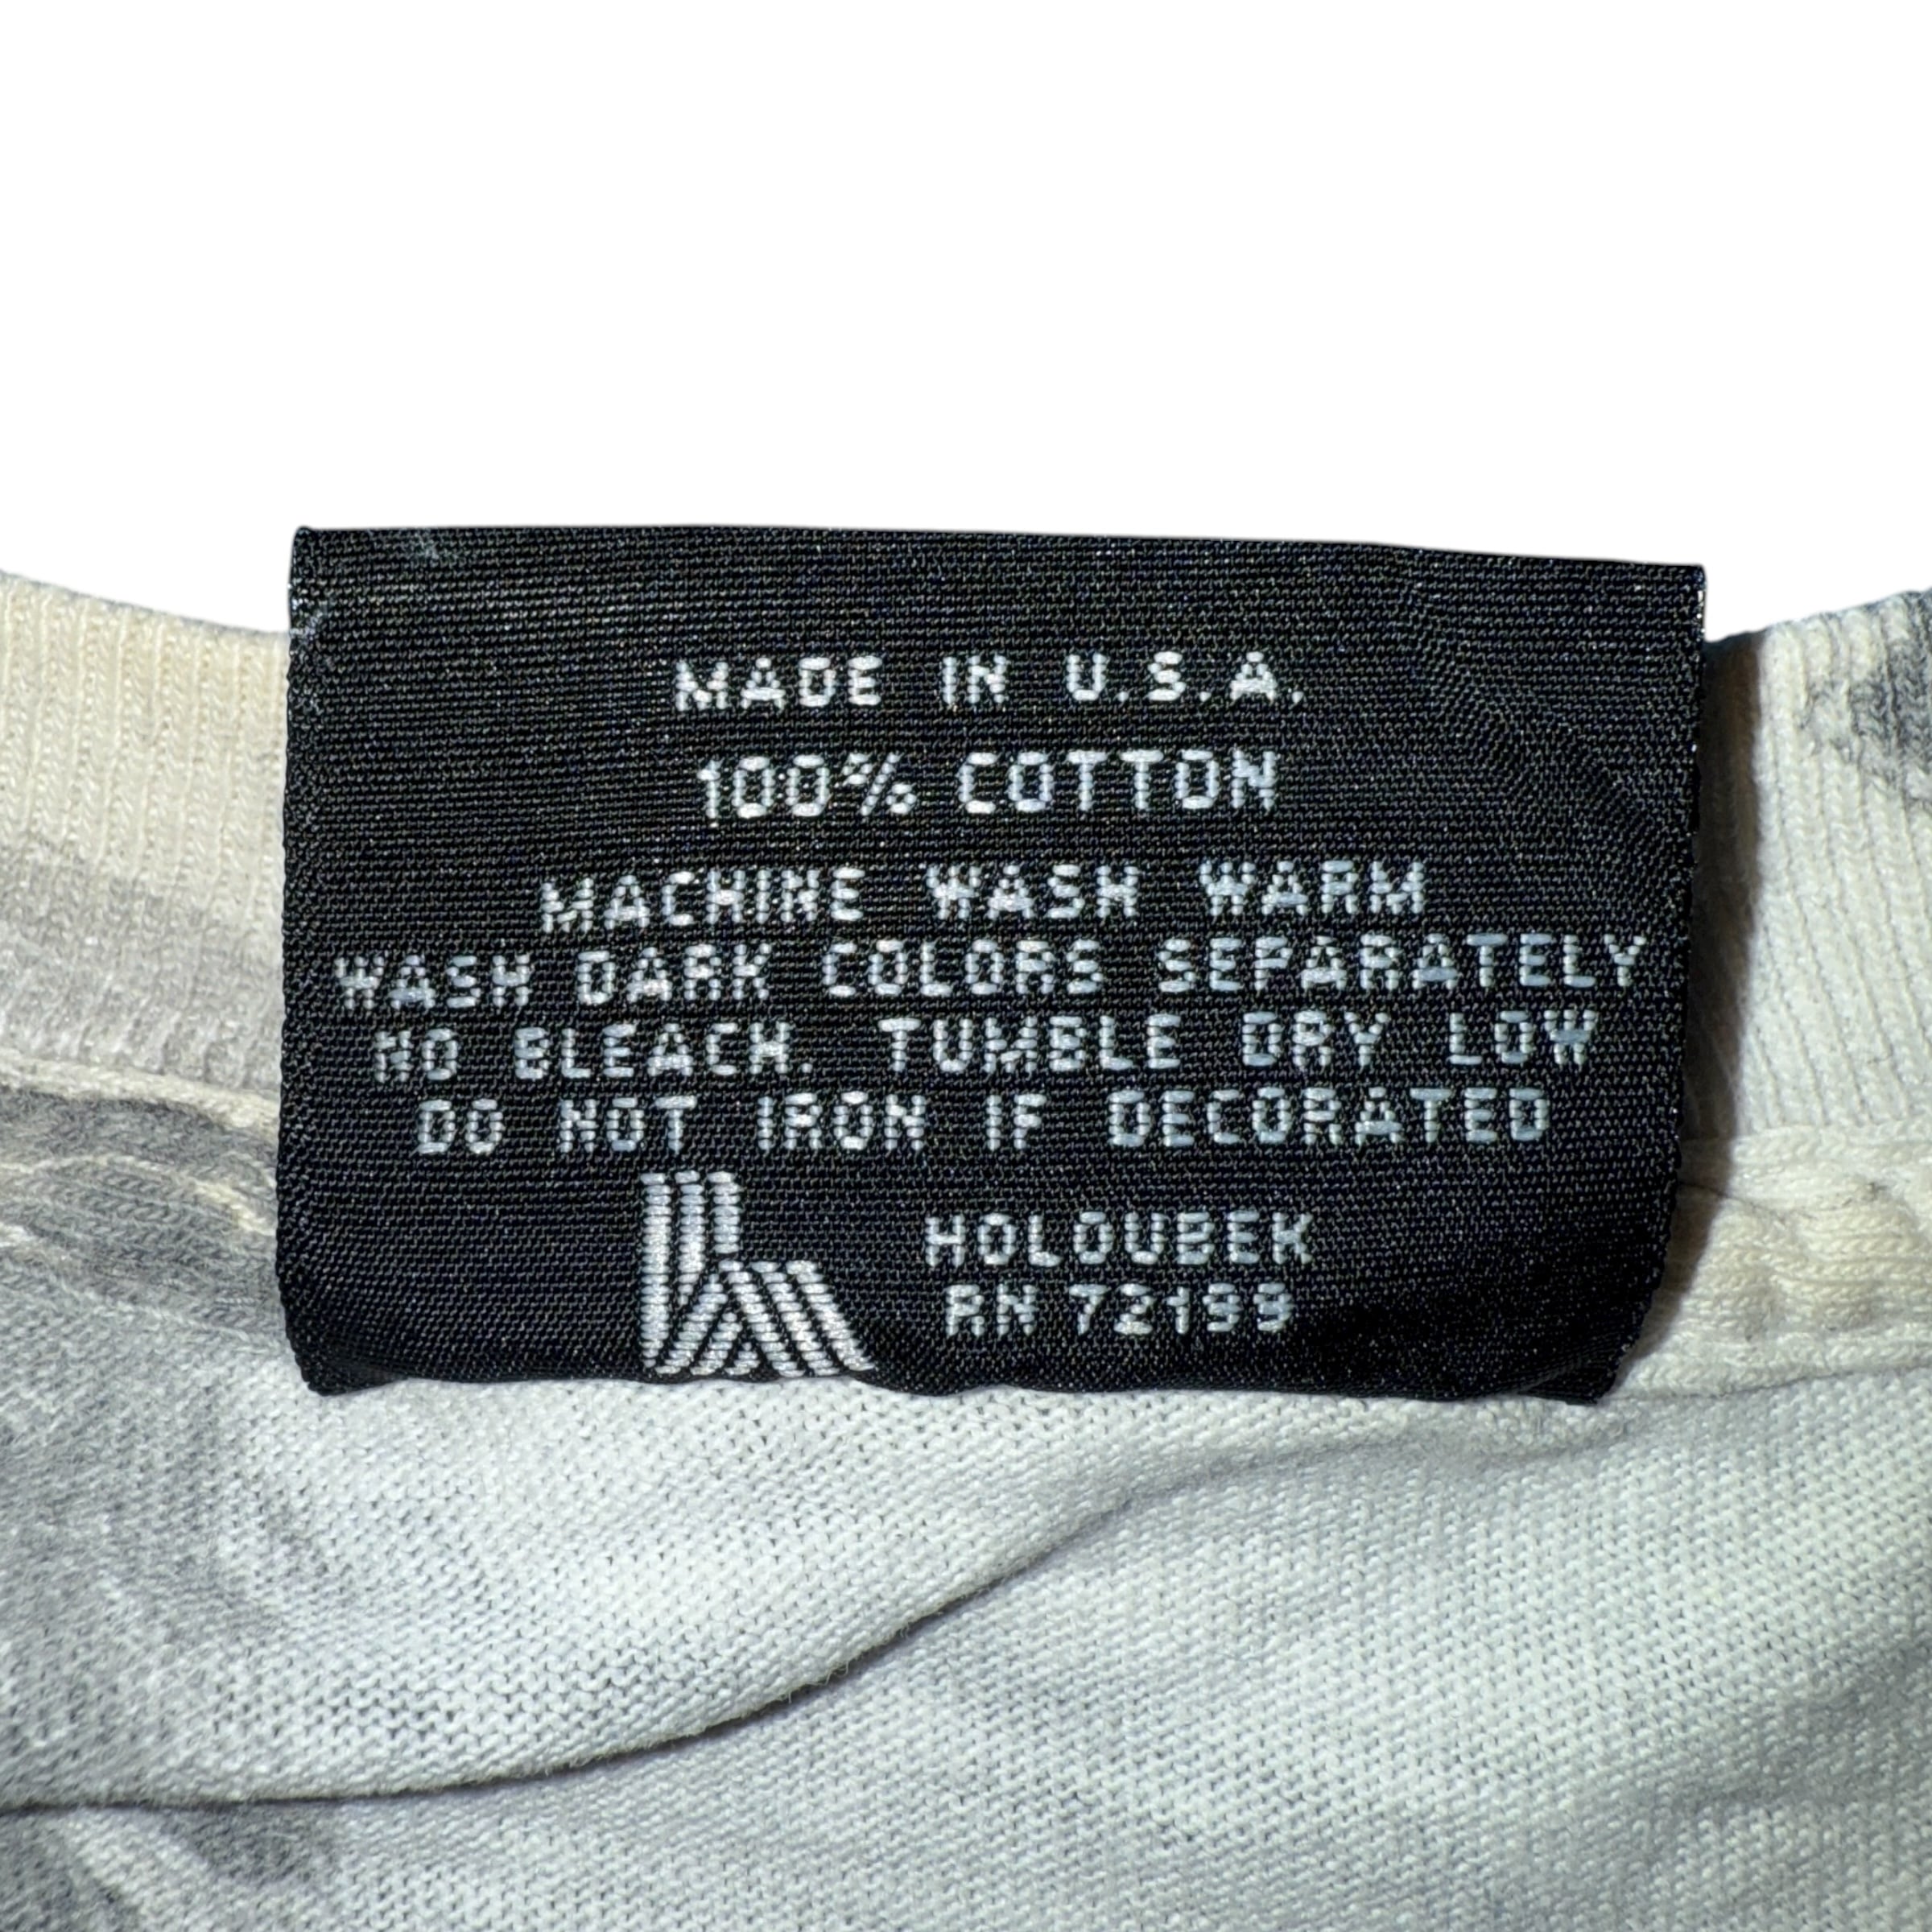 MADE IN U.S.A.
100% COTTON
MACHINE WASH WARM
WASH DARK COLORS SEPARATELY
NO BLEACH. TUMBLE DRY LOW
DO NOT IRON IF DECORATED
HOLOUBEK
RN 72199